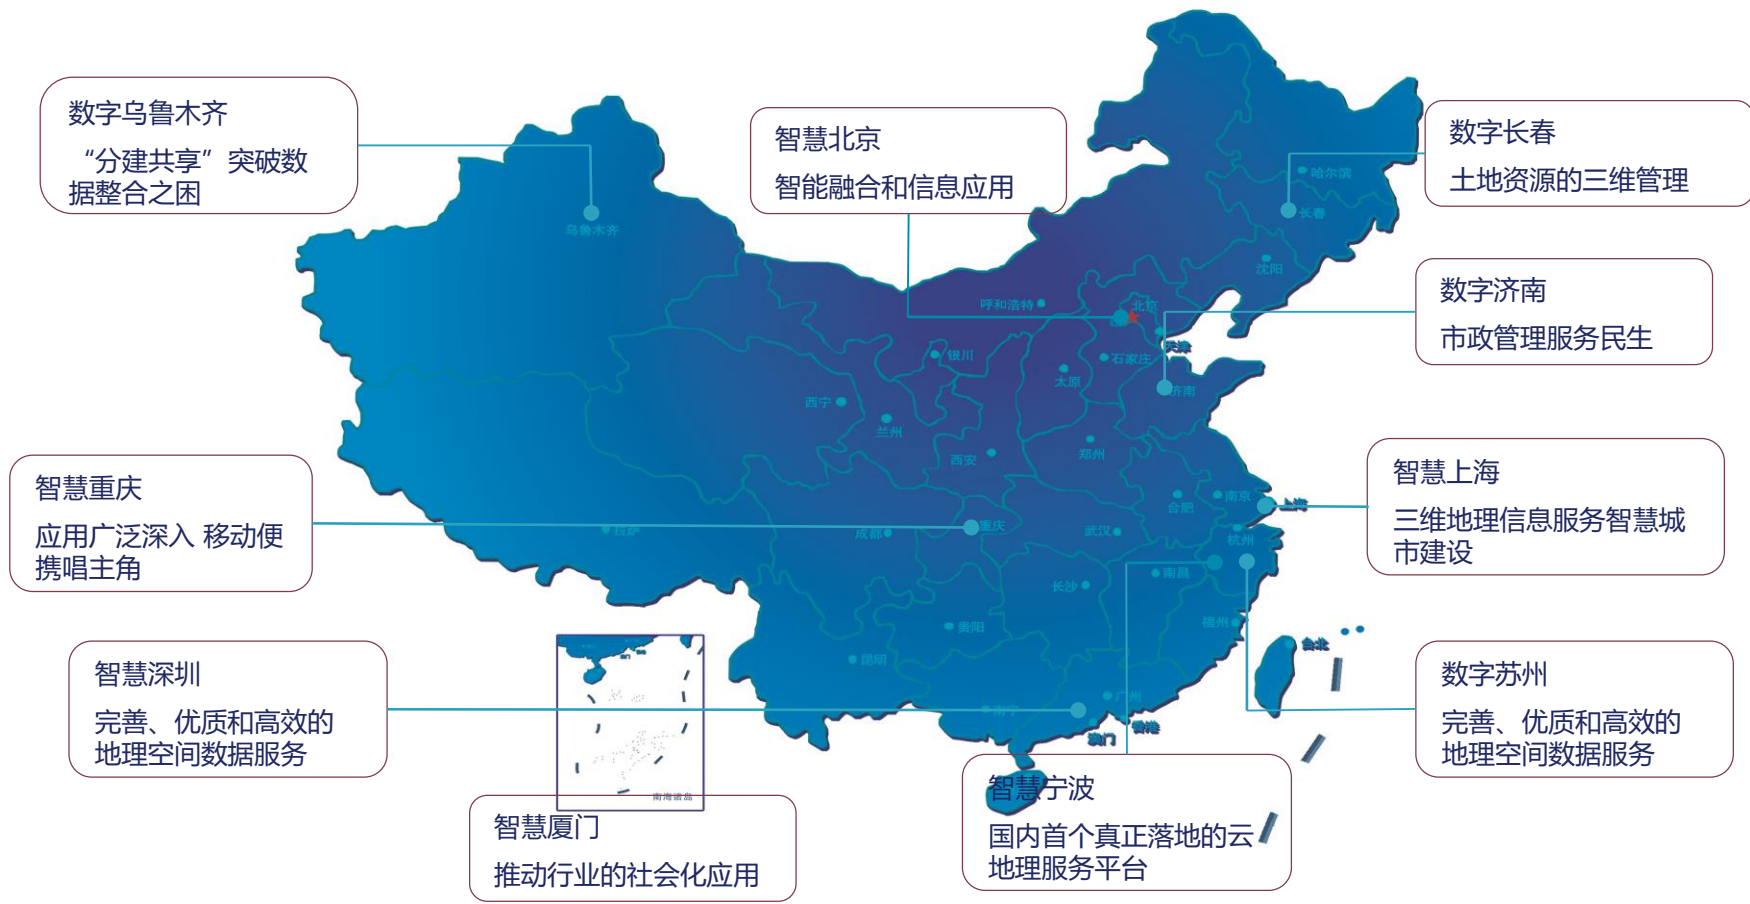 数字乌鲁木齐
“分建共享”突破数
据整合之困
智慧北京
智能融合和信息应用
数字长春
土地资源的三维管理
数字济南
市政管理服务民生
智慧重庆
应用广泛深入 移动便
携唱主角
智慧上海
三维地理信息服务智慧城
市建设
智慧深圳
完善、优质和高效的
地理空间数据服务
数字苏州
完善、优质和高效的
地理空间数据服务
智慧厦门
推动行业的社会化应用
智慧宁波
国内首个真正落地的云
地理服务平台
哈尔滨
长春
乌鲁木齐
沈阳
呼和浩特
北京
天津
银川
石家庄
太原
济南
西宁
兰州
西安
郑州
南京
合肥
上海
拉萨
成都
重庆
武汉
杭州
长沙
南昌
贵阳
福州
台北
昆明
广州
南宁
香港
澳门
南海诸岛